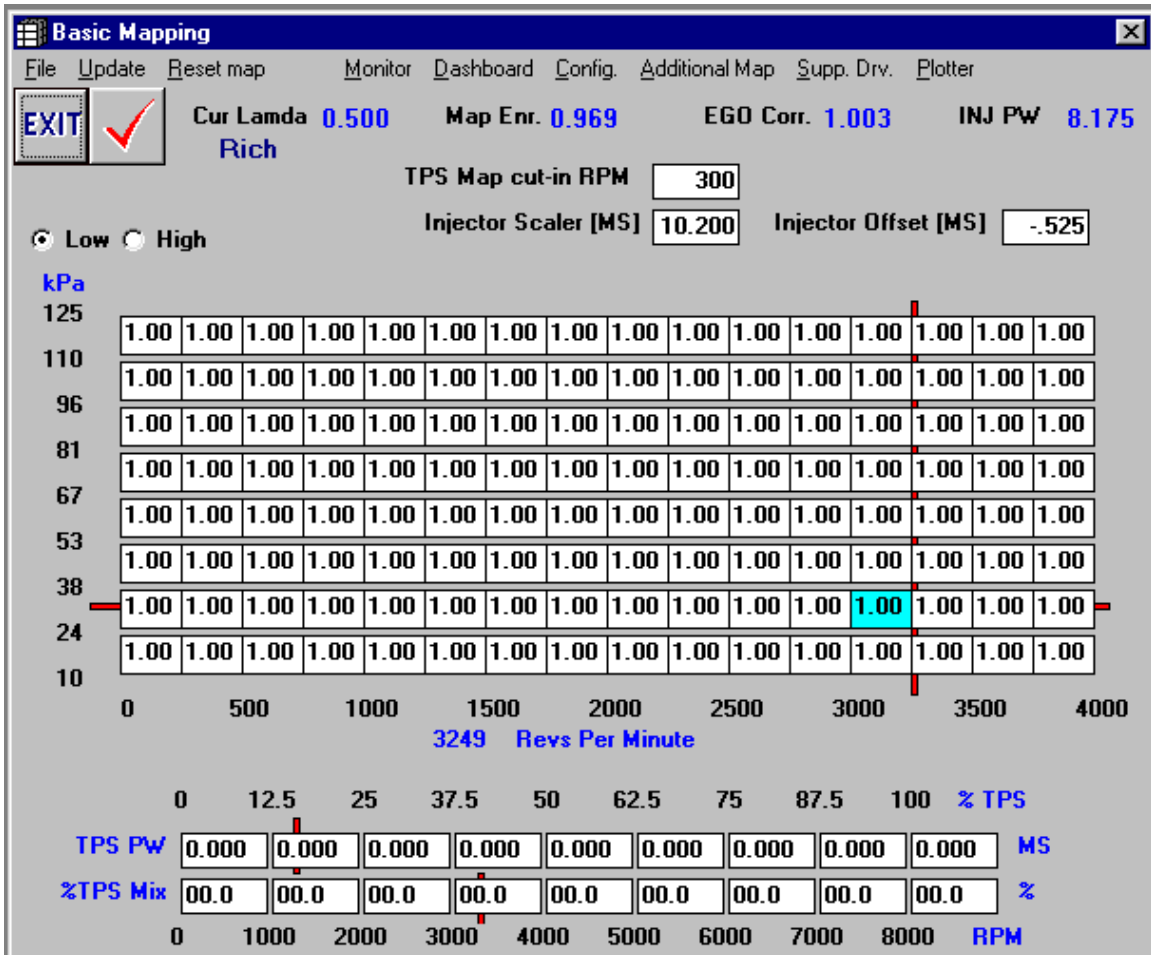 Basic Mapping
File Update Reset map Monitor Dashboard Config. Additional Map Supp. Drv. Plotter
EXIT Cur Lamda 0.500 Map Enr. 0.969 EGO Corr. 1.003 INJ PW 8.175
Rich
TPS Map cut-in RPM 300
Injector Scaler [MS] 10.200 Injector Offset [MS] -.525
Low High
kPa
125
1.00 1.00 1.00 1.00 1.00 1.00 1.00 1.00 1.00 1.00 1.00 1.00 1.00 1.00 1.00 1.00
110
1.00 1.00 1.00 1.00 1.00 1.00 1.00 1.00 1.00 1.00 1.00 1.00 1.00 1.00 1.00 1.00
96
1.00 1.00 1.00 1.00 1.00 1.00 1.00 1.00 1.00 1.00 1.00 1.00 1.00 1.00 1.00 1.00
81
1.00 1.00 1.00 1.00 1.00 1.00 1.00 1.00 1.00 1.00 1.00 1.00 1.00 1.00 1.00 1.00
67
1.00 1.00 1.00 1.00 1.00 1.00 1.00 1.00 1.00 1.00 1.00 1.00 1.00 1.00 1.00 1.00
53
1.00 1.00 1.00 1.00 1.00 1.00 1.00 1.00 1.00 1.00 1.00 1.00 1.00 1.00 1.00 1.00
38
1.00 1.00 1.00 1.00 1.00 1.00 1.00 1.00 1.00 1.00 1.00 1.00 1.00 1.00 1.00 1.00
24
1.00 1.00 1.00 1.00 1.00 1.00 1.00 1.00 1.00 1.00 1.00 1.00 1.00 1.00 1.00 1.00
10
0 500 1000 1500 2000 2500 3000 3500 4000
3249 Revs Per Minute
0 12.5 25 37.5 50 62.5 75 87.5 100 % TPS
TPS PW 0.000 0.000 0.000 0.000 0.000 0.000 0.000 0.000 0.000 MS
%TPS Mix 00.0 00.0 00.0 00.0 00.0 00.0 00.0 00.0 00.0 %
0 1000 2000 3000 4000 5000 6000 7000 8000 RPM